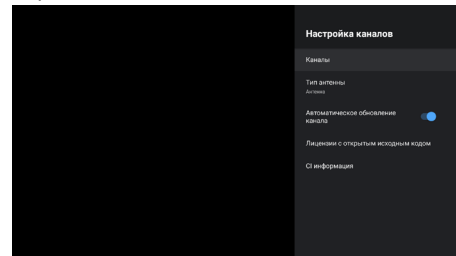 Настройка каналов
Каналы
Тип антенны
Антенна
Автоматическое обновление
канала
Лицензии с открытым исходным кодом
CI информация